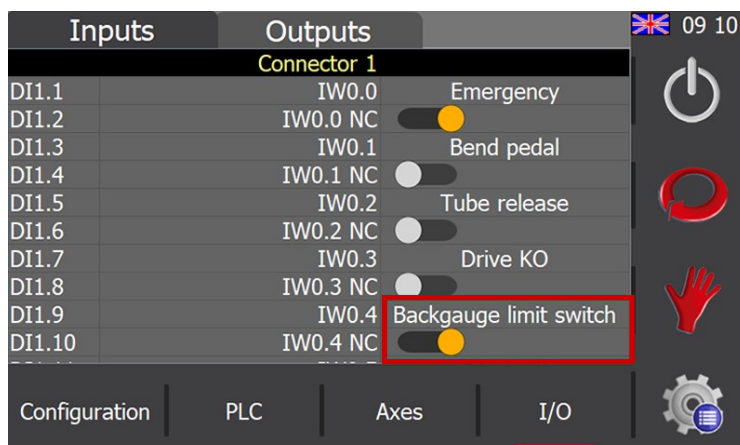 Inputs Outputs 09 10
Connector 1
DI1.1 IW0.0 Emergency
DI1.2 IW0.0 NC
DI1.3 IW0.1 Bend pedal
DI1.4 IW0.1 NC
DI1.5 IW0.2 Tube release
DI1.6 IW0.2 NC
DI1.7 IW0.3 Drive KO
DI1.8 IW0.3 NC
DI1.9 IW0.4 Backgauge limit switch
DI1.10 IW0.4 NC
Configuration PLC Axes I/O